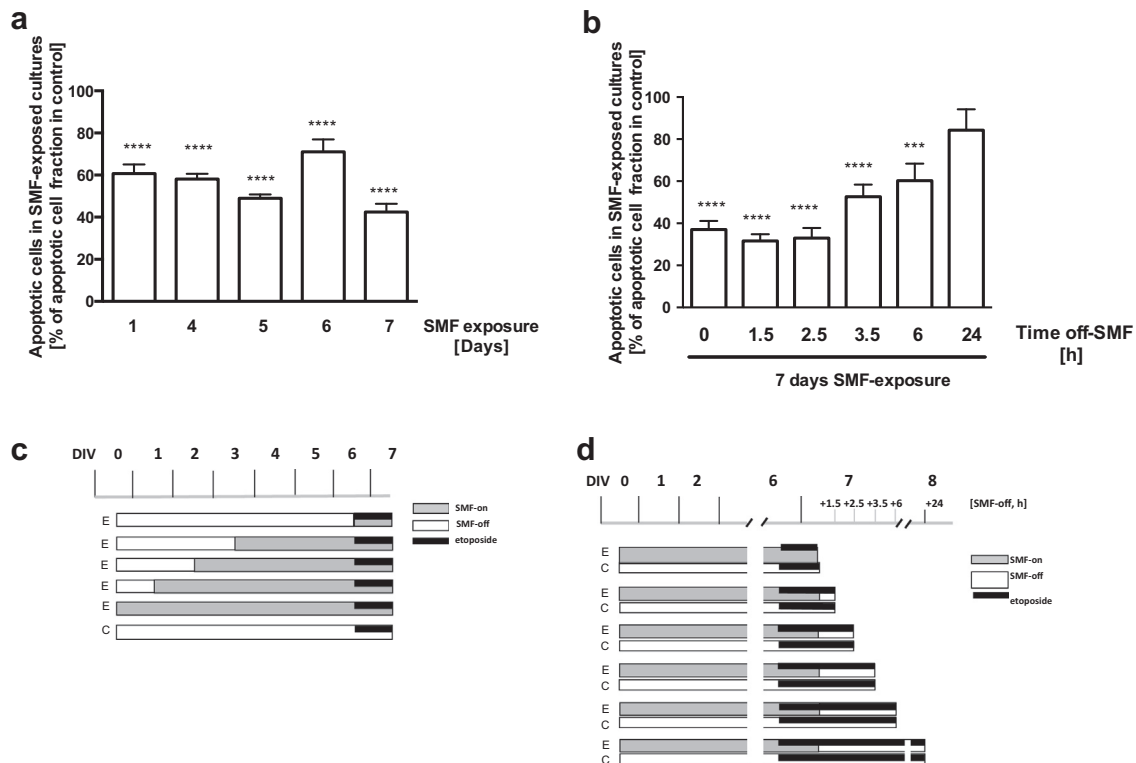 a
Apoptotic cells in SMF-exposed cultures
[% of apoptotic cell fraction in control]
100
80
60
40
20
0
****
****
****
****
****
1 4 5 6 7
SMF exposure
[Days]
b
Apoptotic cells in SMF-exposed cultures
[% of apoptotic cell fraction in control]
100
80
60
40
20
0
****
****
****
****
***
0 1.5 2.5 3.5 6 24
Time off-SMF
[h]
7 days SMF-exposure
c
DIV 0 1 2 3 4 5 6 7
E
E
E
E
E
C
SMF-on
SMF-off
etoposide
d
DIV 0 1 2 6 7 8
+1.5 +2.5 +3.5 +6 +24
[SMF-off, h]
E
C
E
C
E
C
E
C
E
C
E
C
SMF-on
SMF-off
etoposide